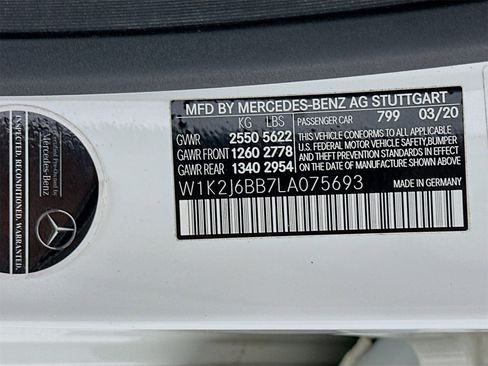 MFD BY MERCEDES-BENZ AG STUTTGART
KG LBS PASSENGER CAR 799 03/20
GVWR 2550 5622
GAWR FRONT 1260 2778
GAWR REAR 1340 2954
THIS VEHICLE CONFORMS TO ALL APPLICABLE
U.S. FEDERAL MOTOR VEHICLE SAFETY, BUMPER,
AND THEFT PREVENTION STANDARDS IN EFFECT
ON THE DATE OF MANUFACTURE SHOWN ABOVE
W1K2J6BB7LA075693
MADE IN GERMANY
Mercedes-Benz
INSPECTED.
RECONDITIONED.
WARRANTED.